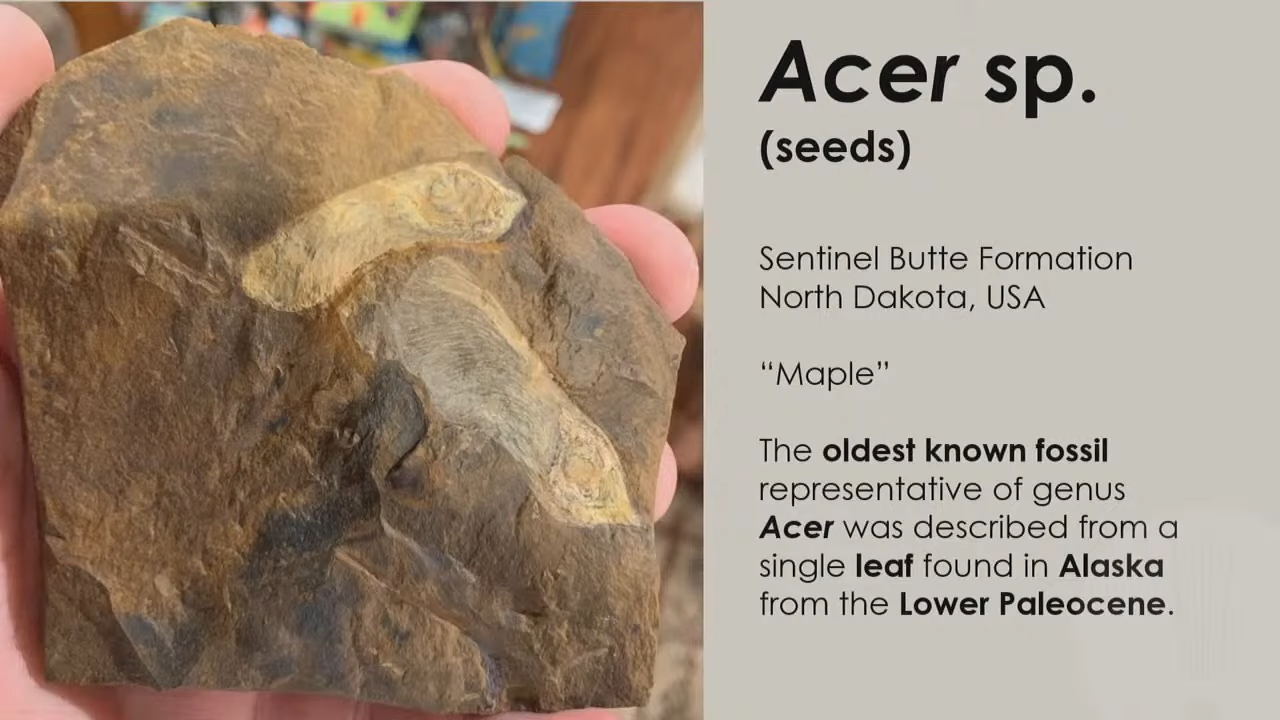 Acer sp.
(seeds)
Sentinel Butte Formation
North Dakota, USA
“Maple”
The oldest known fossil
representative of genus
Acer was described from a
single leaf found in Alaska
from the Lower Paleocene.